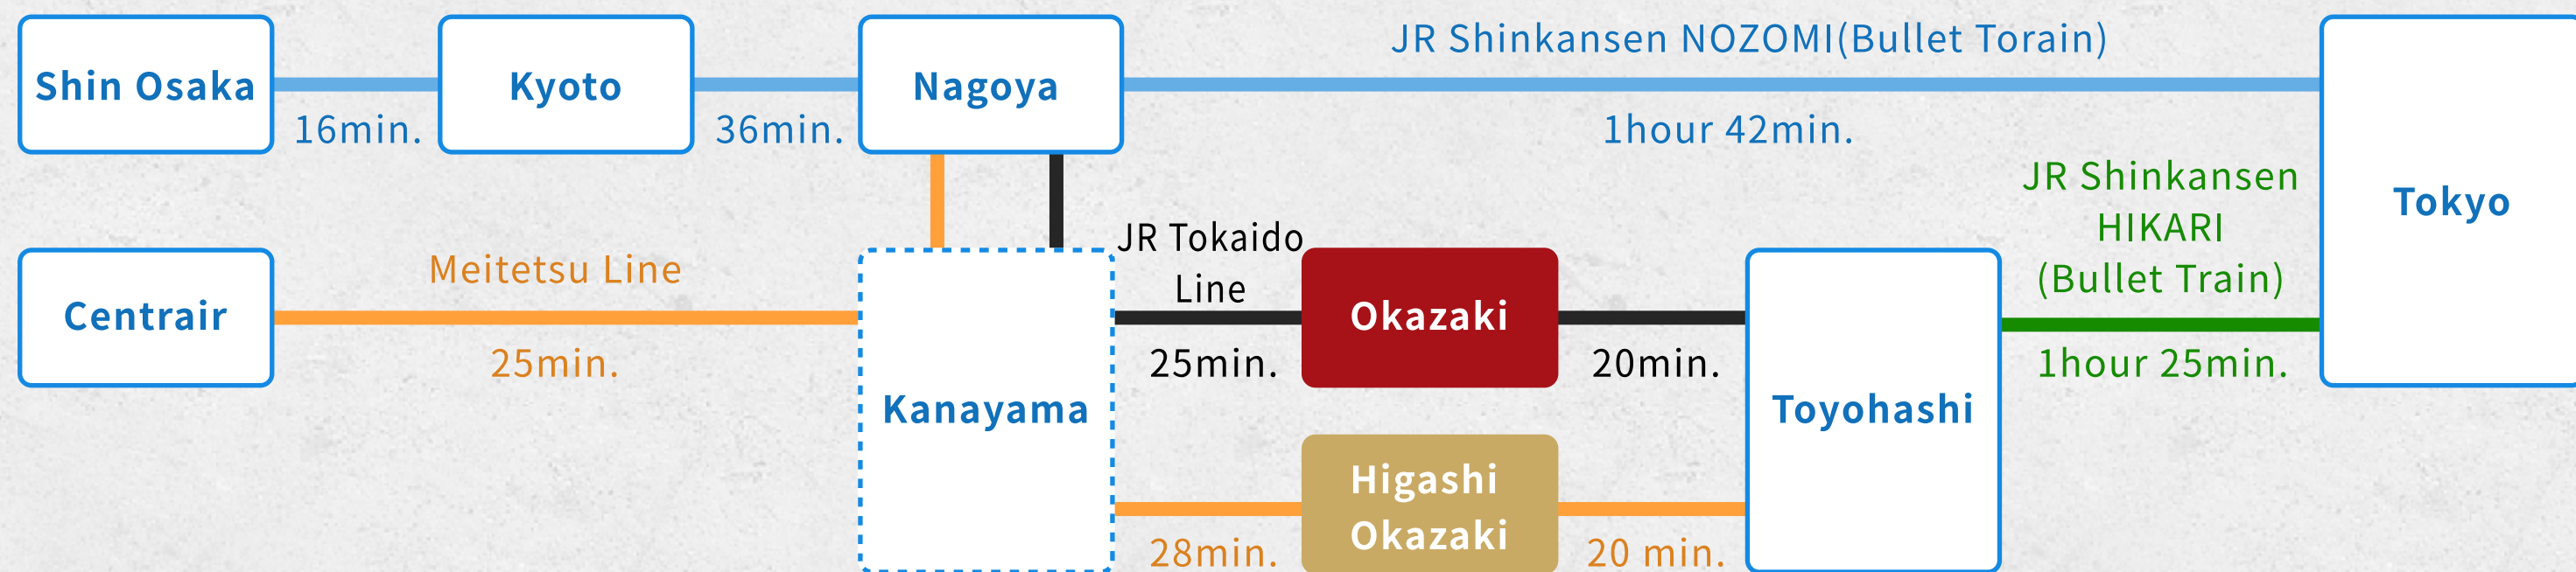 Shin Osaka
16min.
Kyoto
36min.
Nagoya
JR Shinkansen NOZOMI(Bullet Torain)
1hour 42min.
Tokyo
Centrair
Meitetsu Line
25min.
Kanayama
JR Tokaido
Line
25min.
Okazaki
20min.
Toyohashi
JR Shinkansen
HIKARI
(Bullet Train)
1hour 25min.
28min.
Higashi
Okazaki
20 min.